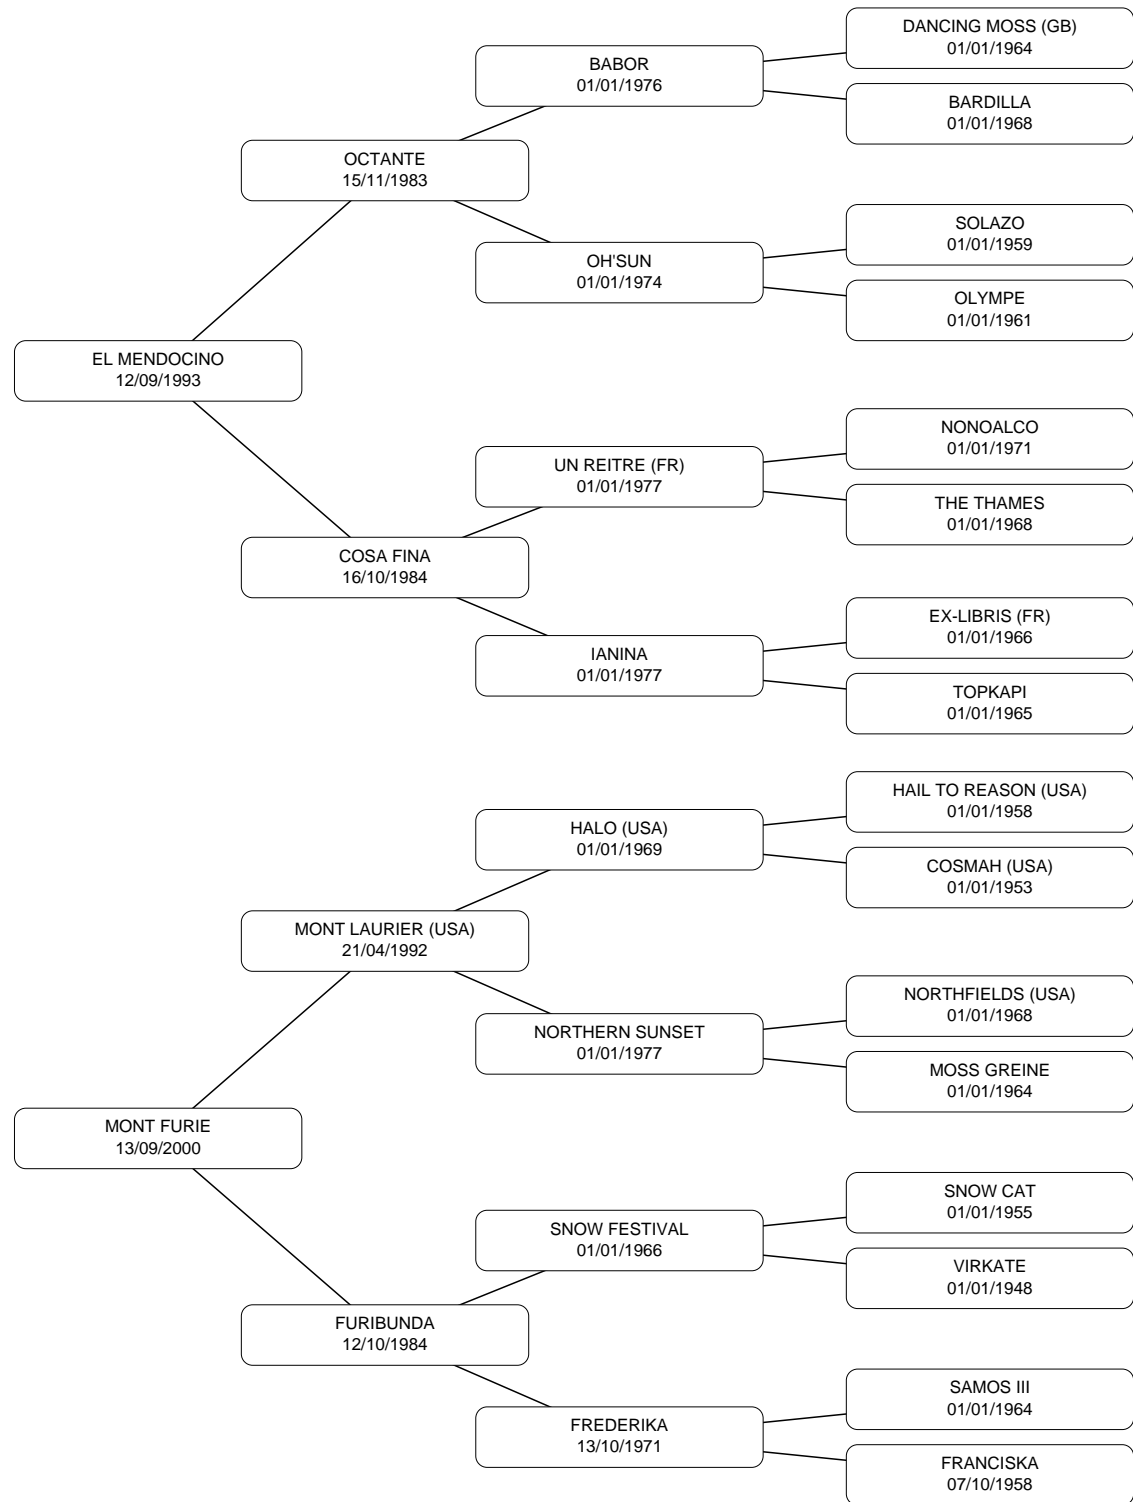 DANCING MOSS (GB)
01/01/1964
BABOR
01/01/1976
BARDILLA
01/01/1968
OCTANTE
15/11/1983
SOLAZO
01/01/1959
OH'SUN
01/01/1974
OLYMPE
01/01/1961
EL MENDOCINO
12/09/1993
NONOALCO
01/01/1971
UN REITRE (FR)
01/01/1977
THE THAMES
01/01/1968
COSA FINA
16/10/1984
EX-LIBRIS (FR)
01/01/1966
IANINA
01/01/1977
TOPKAPI
01/01/1965
HAIL TO REASON (USA)
01/01/1958
HALO (USA)
01/01/1969
COSMAH (USA)
01/01/1953
MONT LAURIER (USA)
21/04/1992
NORTHFIELDS (USA)
01/01/1968
NORTHERN SUNSET
01/01/1977
MOSS GREINE
01/01/1964
MONT FURIE
13/09/2000
SNOW CAT
01/01/1955
SNOW FESTIVAL
01/01/1966
VIRKATE
01/01/1948
FURIBUNDA
12/10/1984
SAMOS III
01/01/1964
FREDERIKA
13/10/1971
FRANCISKA
07/10/1958